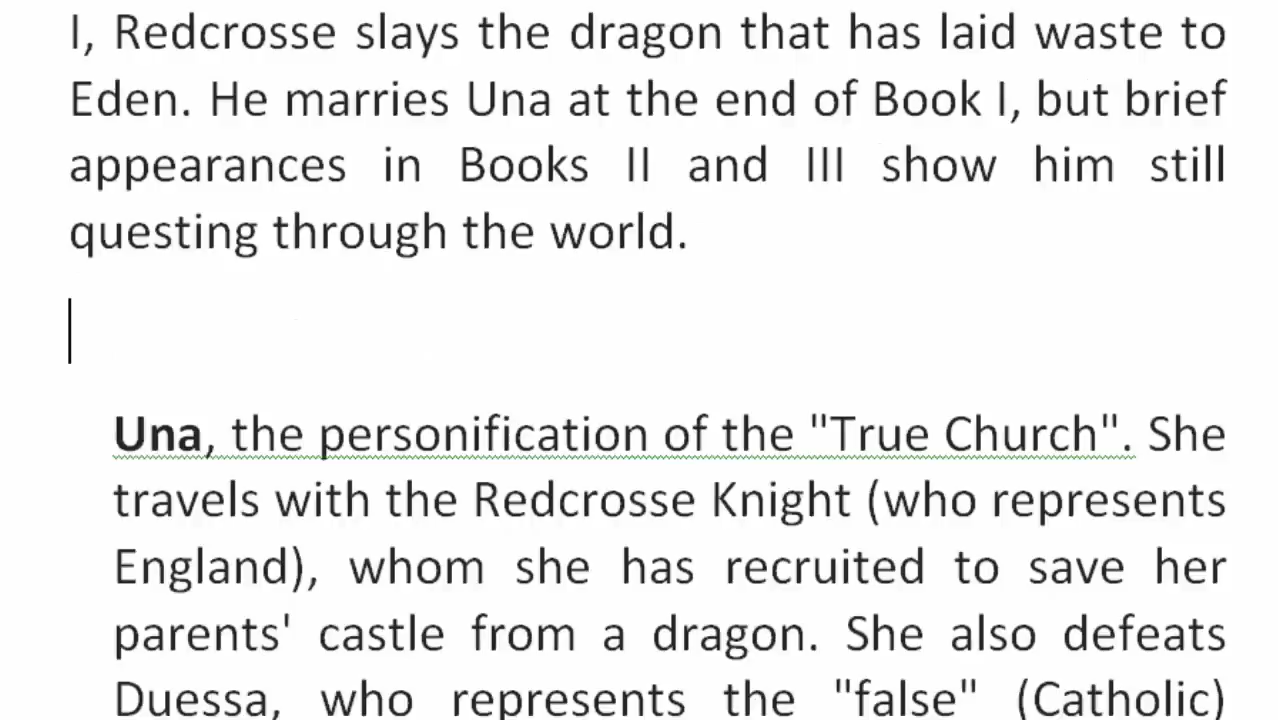 I, Redcrosse slays the dragon that has laid waste to
Eden. He marries Una at the end of Book I, but brief
appearances in Books II and III show him still
questing through the world.
Una, the personification of the "True Church". She
travels with the Redcrosse Knight (who represents
England), whom she has recruited to save her
parents' castle from a dragon. She also defeats
Duessa, who represents the "false" (Catholic)